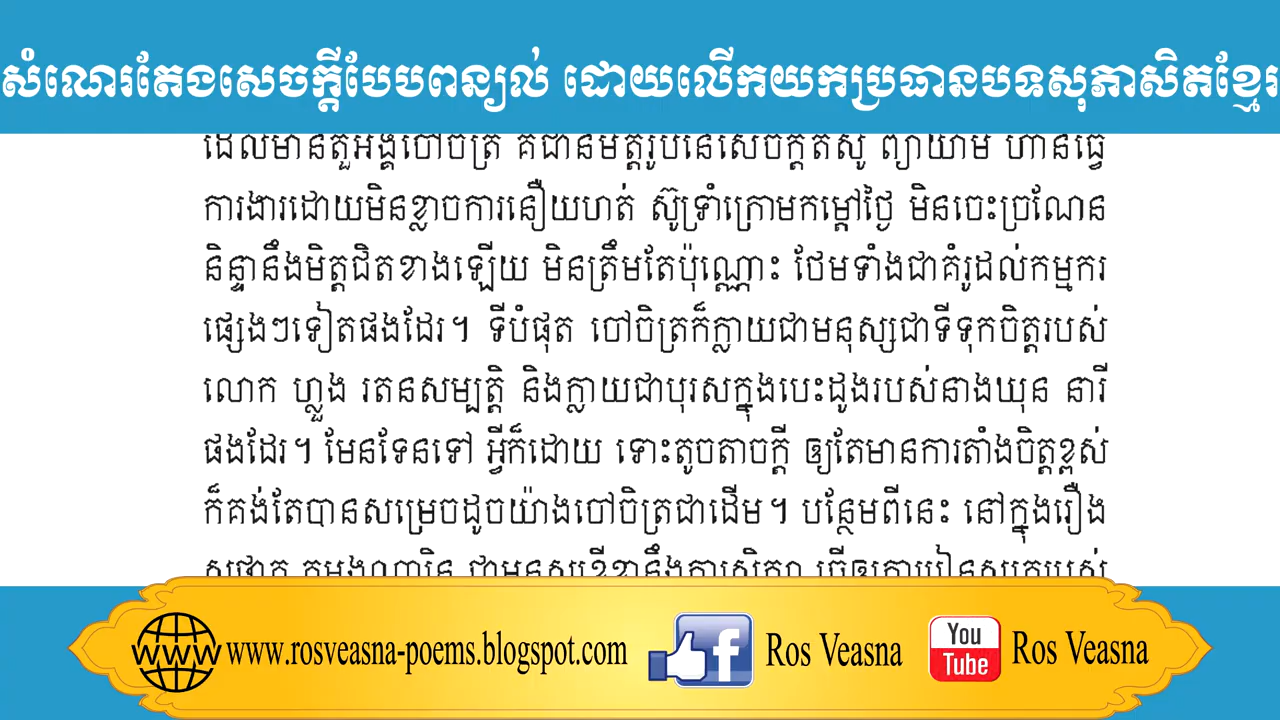 សំណេរតែងសេចក្តីបែបពន្យល់ ដោយលើកយកប្រធានបទសុភាសិតខ្មែរ
ដែលមានតួអង្គចៅចិត្រ គឺជានិមិត្តរូបនៃសេចក្តីតស៊ូ ព្យាយាម ហ៊ានធ្វើ
ការងារដោយមិនខ្លាចការនឿយហត់ ស៊ូទ្រាំក្រោមកម្តៅថ្ងៃ មិនចេះច្រណែន
និន្ទានឹងមិត្តជិតខាងឡើយ មិនត្រឹមតែប៉ុណ្ណោះ ថែមទាំងជាគំរូដល់កម្មករ
ផ្សេងៗទៀតផងដែរ។ ទីបំផុត ចៅចិត្រក៏ក្លាយជាមនុស្សជាទីទុកចិត្តរបស់
លោក ហ្លួង រតនសម្បត្តិ និងក្លាយជាបុរសក្នុងបេះដូងរបស់នាងឃុន នារី
ផងដែរ។ មែនទែនទៅ អ្វីក៏ដោយ ទោះតូចតាចក្តី ឲ្យតែមានការតាំងចិត្តខ្ពស់
ក៏គង់តែបានសម្រេចដូចយ៉ាងចៅចិត្រជាដើម។ បន្ថែមពីនេះ នៅក្នុងរឿង
www.rosveasna-poems.blogspot.com
Ros Veasna
You Tube
Ros Veasna